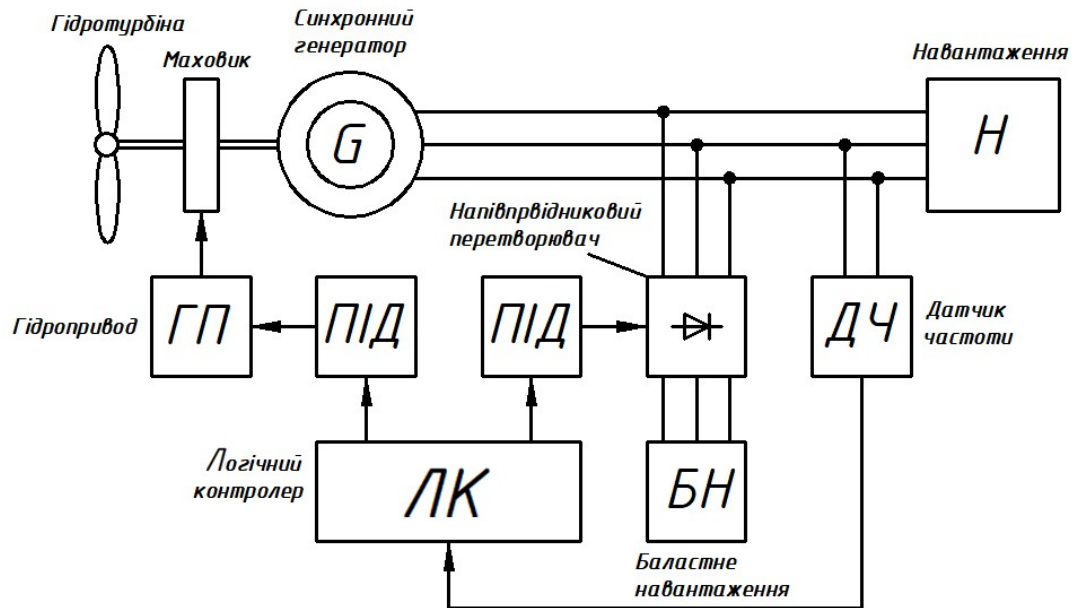 Гідротурбіна
Маховик
Синхронний
генератор
Навантаження
G
Н
Напівпрвідниковий
перетворювач
Гідропривод
ГП
ПІД
ПІД
ДЧ
Датчик
частоти
Логічний
контролер
ЛК
БН
Баластне
навантаження